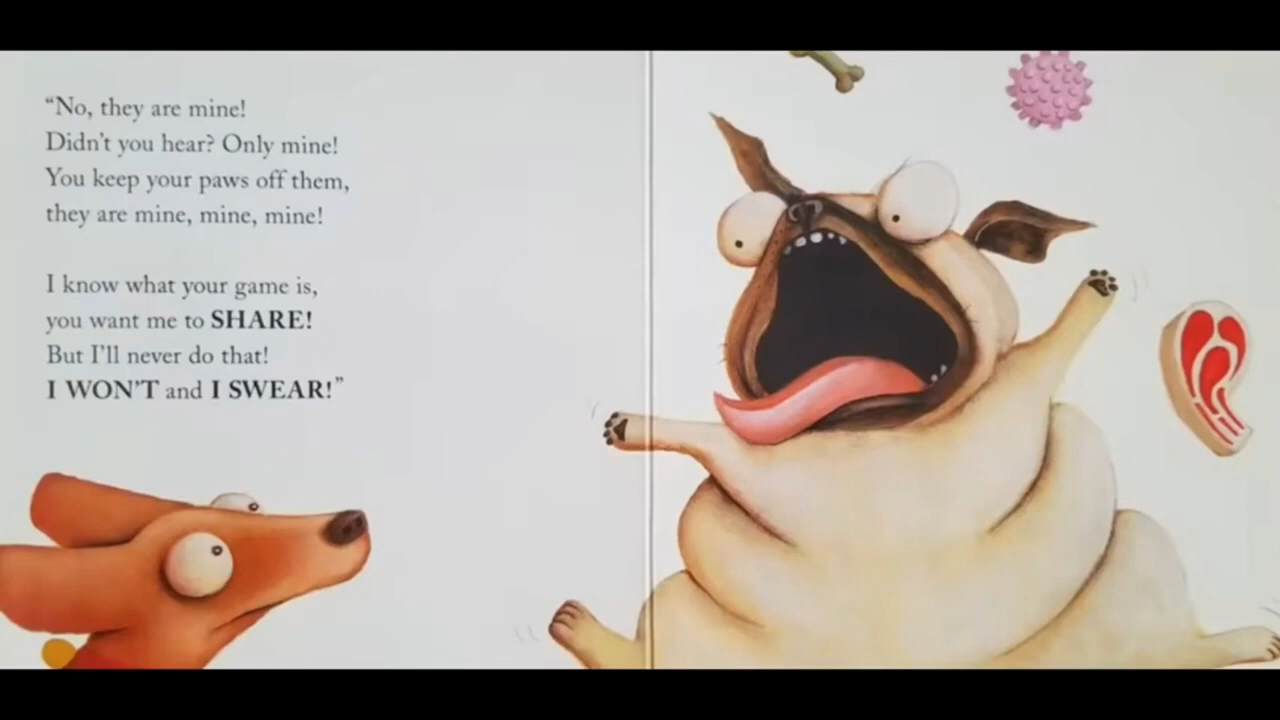 “No, they are mine!
Didn’t you hear? Only mine!
You keep your paws off them,
they are mine, mine, mine!
I know what your game is,
you want me to SHARE!
But I’ll never do that!
I WON’T and I SWEAR!”